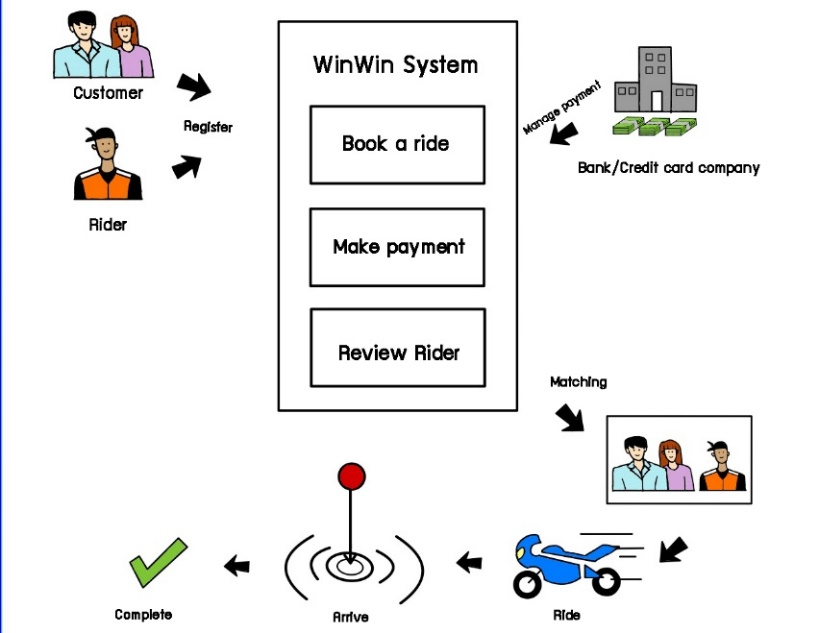 WinWin System
Customer
Register
Rider
Book a ride
Make payment
Review Rider
Manage payment
Bank/Credit card company
Matching
Ride
Arrive
Complete